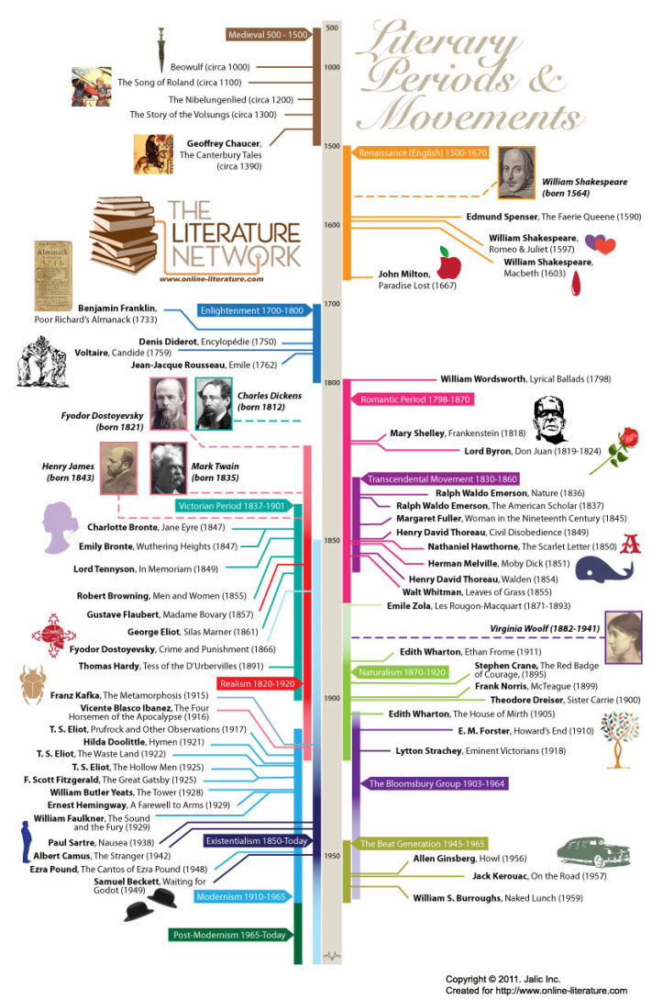 Literary
Periods &
Movements
500
1000
1500
1600
1700
1800
1850
1900
1950
Medieval 500 - 1500
Beowulf (circa 1000)
The Song of Roland (circa 1100)
The Nibelungenlied (circa 1200)
The Story of the Volsungs (circa 1300)
Geoffrey Chaucer,
The Canterbury Tales
(circa 1390)
Renaissance (English) 1500-1670
William Shakespeare
(born 1564)
Edmund Spenser, The Faerie Queene (1590)
William Shakespeare,
Romeo & Juliet (1597)
William Shakespeare,
Macbeth (1603)
John Milton,
Paradise Lost (1667)
THE
LITERATURE
NETWORK
www.online-literature.com
Almanack
Benjamin Franklin,
Poor Richard's Almanack (1733)
Enlightenment 1700-1800
Denis Diderot, Encylopédie (1750)
Voltaire, Candide (1759)
Jean-Jacque Rousseau, Emile (1762)
William Wordsworth, Lyrical Ballads (1798)
Romantic Period 1798-1870
Charles Dickens
(born 1812)
Fyodor Dostoyevsky
(born 1821)
Mary Shelley, Frankenstein (1818)
Lord Byron, Don Juan (1819-1824)
Henry James
(born 1843)
Mark Twain
(born 1835)
Transcendental Movement 1830-1860
Ralph Waldo Emerson, Nature (1836)
Ralph Waldo Emerson, The American Scholar (1837)
Margaret Fuller, Woman in the Nineteenth Century (1845)
Henry David Thoreau, Civil Disobedience (1849)
Nathaniel Hawthorne, The Scarlet Letter (1850)
A
Herman Melville, Moby Dick (1851)
Henry David Thoreau, Walden (1854)
Walt Whitman, Leaves of Grass (1855)
Emile Zola, Les Rougon-Macquart (1871-1893)
Victorian Period 1837-1901
Charlotte Bronte, Jane Eyre (1847)
Emily Bronte, Wuthering Heights (1847)
Lord Tennyson, In Memoriam (1849)
Robert Browning, Men and Women (1855)
Gustave Flaubert, Madame Bovary (1857)
George Eliot, Silas Marner (1861)
Fyodor Dostoyevsky, Crime and Punishment (1866)
Thomas Hardy, Tess of the D'Urbervilles (1891)
Realism 1820-1920
Virginia Woolf (1882-1941)
Edith Wharton, Ethan Frome (1911)
Naturalism 1870-1920
Stephen Crane, The Red Badge
of Courage, (1895)
Frank Norris, McTeague (1899)
Theodore Dreiser, Sister Carrie (1900)
Edith Wharton, The House of Mirth (1905)
E. M. Forster, Howard's End (1910)
Lytton Strachey, Eminent Victorians (1918)
The Bloomsbury Group 1903-1964
Franz Kafka, The Metamorphosis (1915)
Vicente Blasco Ibanez, The Four
Horsemen of the Apocalypse (1916)
T. S. Eliot, Prufrock and Other Observations (1917)
Hilda Doolittle, Hymen (1921)
T. S. Eliot, The Waste Land (1922)
T. S. Eliot, The Hollow Men (1925)
F. Scott Fitzgerald, The Great Gatsby (1925)
William Butler Yeats, The Tower (1928)
Ernest Hemingway, A Farewell to Arms (1929)
William Faulkner, The Sound
and the Fury (1929)
Paul Sartre, Nausea (1938)
Existentialism 1850-Today
Albert Camus, The Stranger (1942)
Ezra Pound, The Cantos of Ezra Pound (1948)
Samuel Beckett, Waiting for
Godot (1949)
Modernism 1910-1965
Post-Modernism 1965-Today
The Beat Generation 1945-1965
Allen Ginsberg, Howl (1956)
Jack Kerouac, On the Road (1957)
William S. Burroughs, Naked Lunch (1959)
Copyright © 2011. Jalic Inc.
Created for http://www.online-literature.com